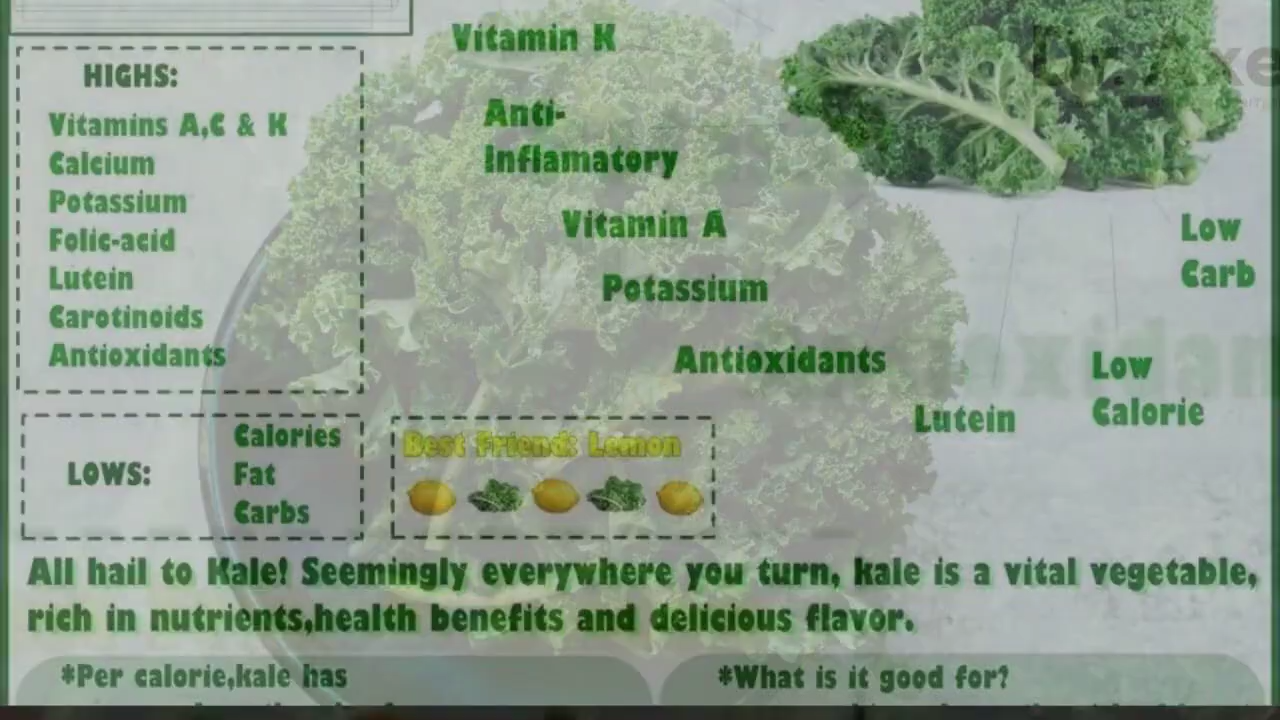 HIGHS:
Vitamins A,C & K
Calcium
Potassium
Folic-acid
Lutein
Carotinoids
Antioxidants
LOWS:
Calories
Fat
Carbs
Best Friend: Lemon
Vitamin K
Anti-
Inflamatory
Vitamin A
Potassium
Antioxidants
Lutein
Low
Calorie
Low
Carb
All hail to Kale! Seemingly everywhere you turn, kale is a vital vegetable,
rich in nutrients,health benefits and delicious flavor.
*Per calorie,kale has
*What is it good for?